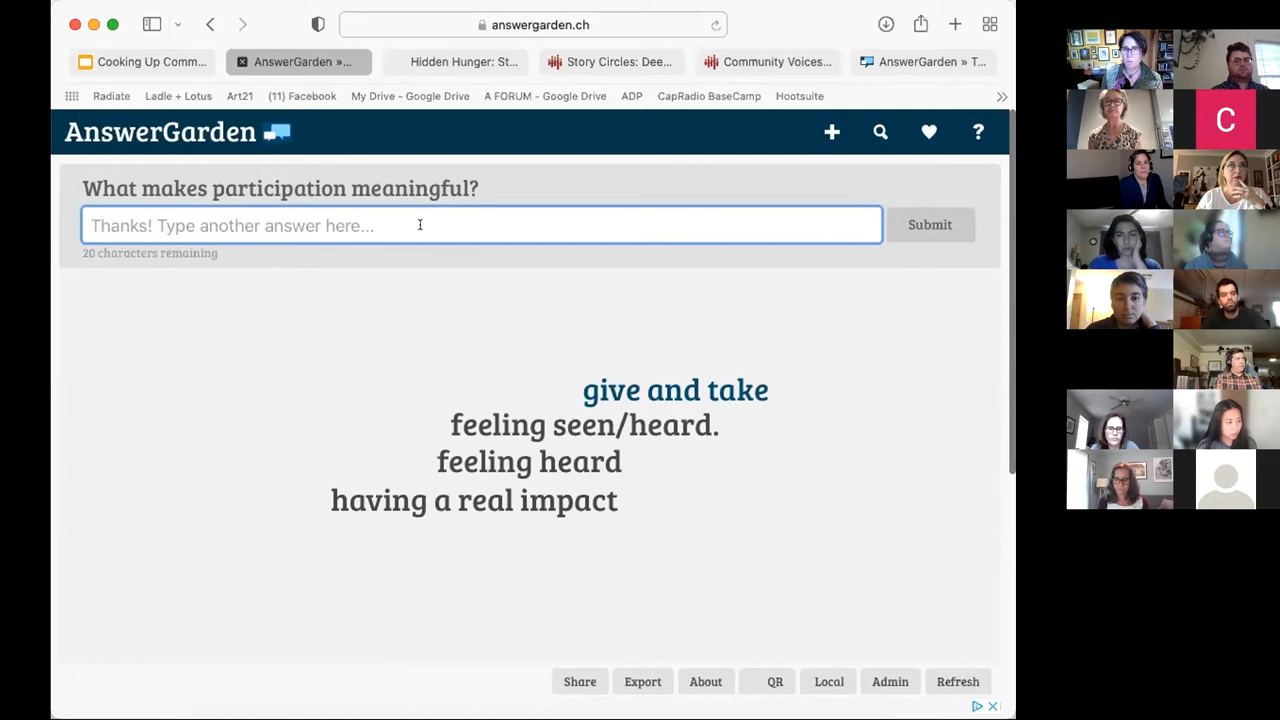 answergarden.ch
Cooking Up Comm...
AnswerGarden »...
Hidden Hunger: St...
Story Circles: Dee...
Community Voices...
AnswerGarden » T...
Radiate
Ladle + Lotus
Art21
(11) Facebook
My Drive - Google Drive
A FORUM - Google Drive
ADP
CapRadio BaseCamp
Hootsuite
AnswerGarden
What makes participation meaningful?
Thanks! Type another answer here...
Submit
20 characters remaining
give and take
feeling seen/heard.
feeling heard
having a real impact
Share
Export
About
QR
Local
Admin
Refresh
C